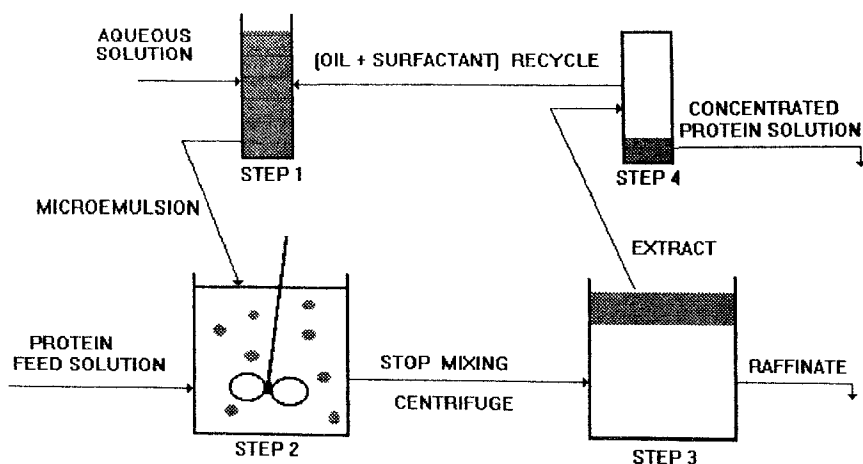 AQUEOUS
SOLUTION
(OIL + SURFACTANT) RECYCLE
CONCENTRATED
PROTEIN SOLUTION
STEP 1
STEP 4
MICROEMULSION
EXTRACT
PROTEIN
FEED SOLUTION
STOP MIXING
CENTRIFUGE
RAFFINATE
STEP 2
STEP 3